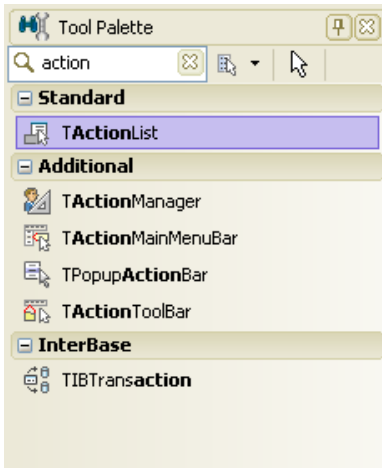 Tool Palette
action
Standard
TActionList
Additional
TActionManager
TActionMainMenuBar
TPopupActionBar
TActionToolBar
InterBase
TIBTransaction